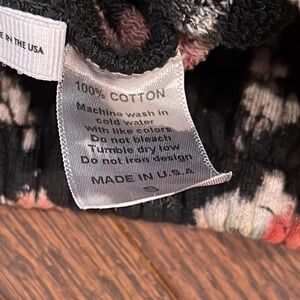 E IN THE USA
100% COTTON
Machine wash in
cold water
with like colors
Do not bleach
Tumble dry low
Do not iron design
MADE IN U.S.A
S